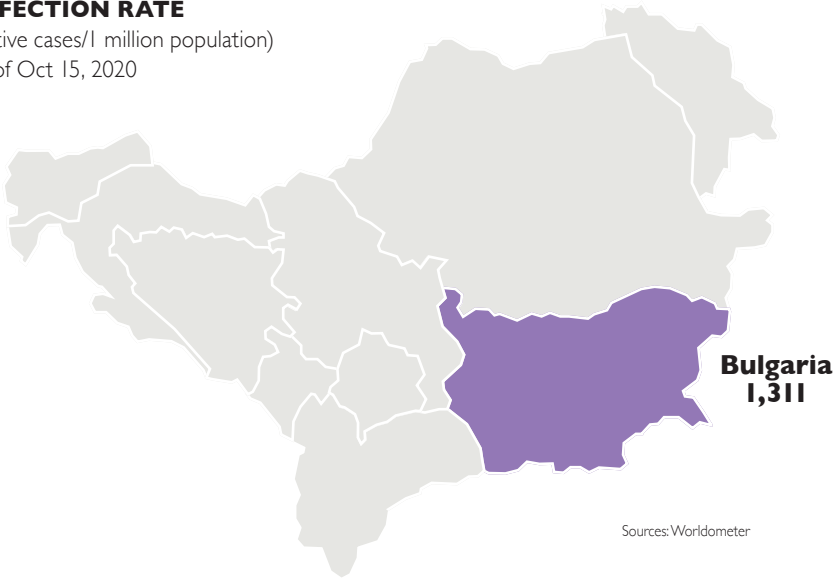 FECTION RATE
tive cases/1 million population)
of Oct 15, 2020
Bulgaria
1,311
Sources: Worldometer